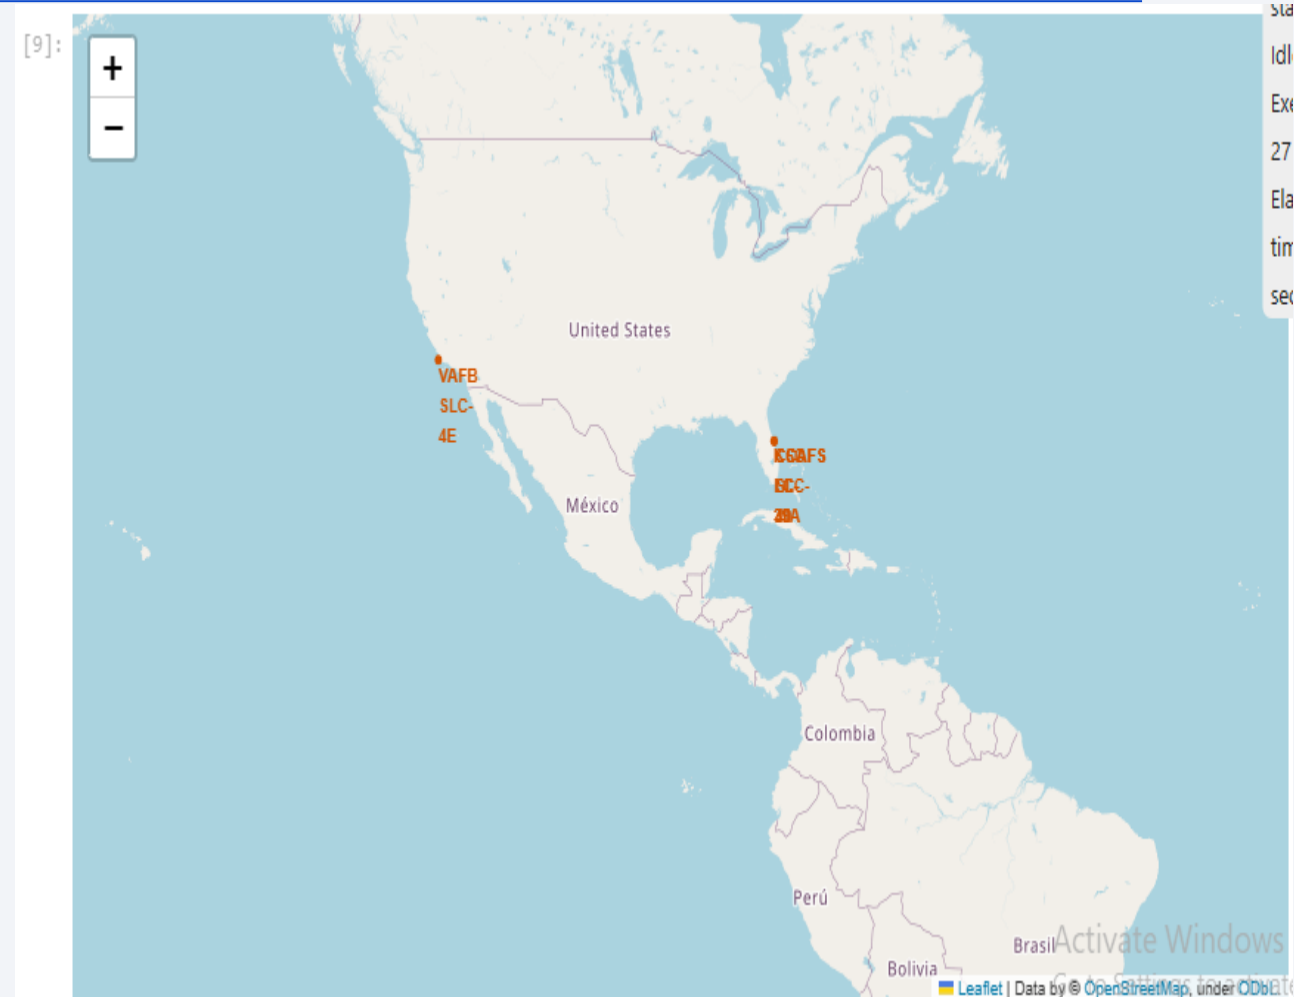 [9]:
+
−
sta
Idl
Exe
27
Ela
tim
sec
United States
VAFB
SLC-
4E
México
Colombia
Perú
Brasil
Bolivia
Activate Windows
Leaflet | Data by © OpenStreetMap, under ODbL.